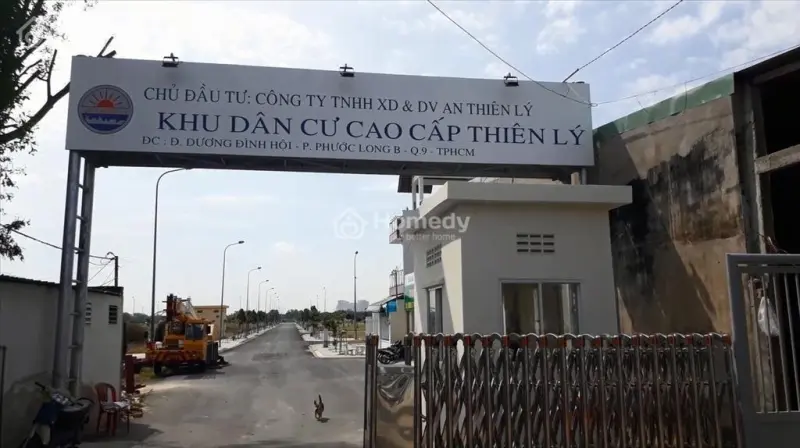 CHỦ ĐẦU TƯ: CÔNG TY TNHH XD & DV AN THIÊN LÝ
KHU DÂN CƯ CAO CẤP THIÊN LÝ
ĐC : Đ. DƯƠNG ĐÌNH HỘI - P. PHƯỚC LONG B - Q.9 - TPHCM
Homedy
by better home